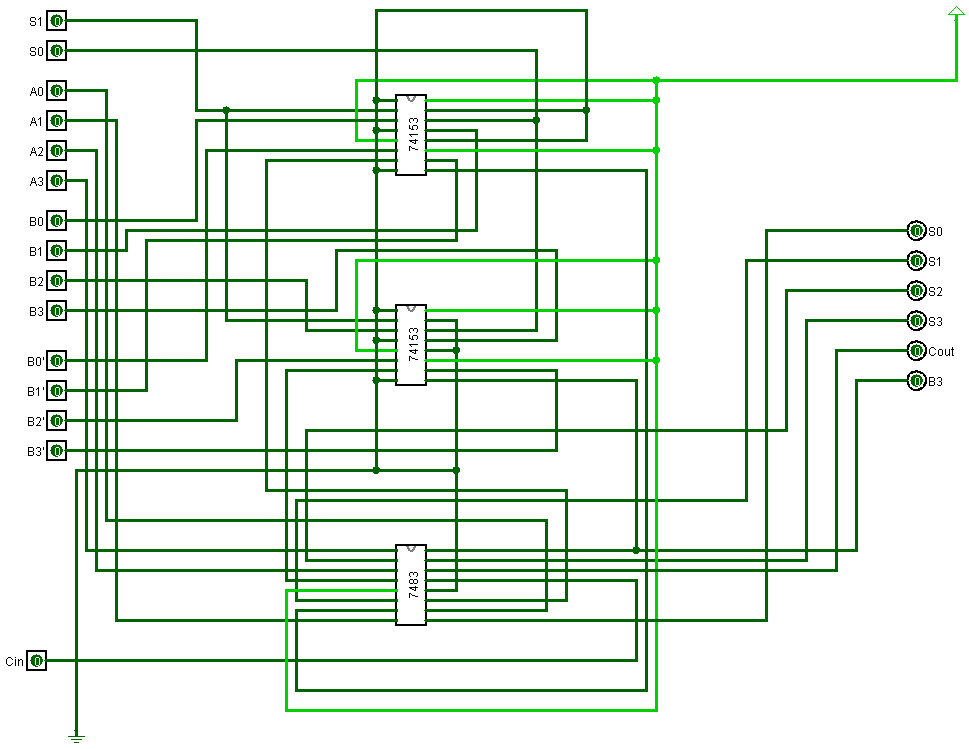 S1
S0
A0
A1
A2
A3
B0
B1
B2
B3
B0'
B1'
B2'
B3'
Cin
74153
74153
7483
S0
S1
S2
S3
Cout
B3